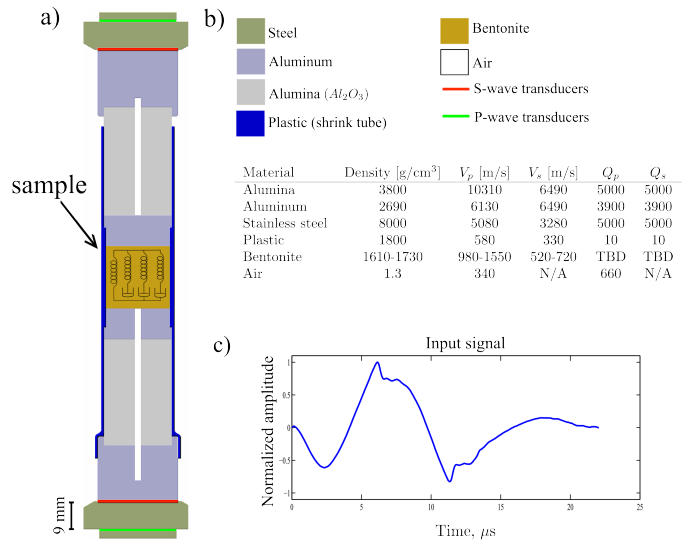 a)
sample
9 mm
b)
Steel
Aluminum
Alumina (Al₂O₃)
Plastic (shrink tube)
Bentonite
Air
S-wave transducers
P-wave transducers
Material Density [g/cm³] Vₚ [m/s] Vₛ [m/s] Qₚ Qₛ
Alumina 3800 10310 6490 5000 5000
Aluminum 2690 6130 6490 3900 3900
Stainless steel 8000 5080 3280 5000 5000
Plastic 1800 580 330 10 10
Bentonite 1610-1730 980-1550 520-720 TBD TBD
Air 1.3 340 N/A 660 N/A
c)
Input signal
Normalized amplitude
1
0.5
0
-0.5
-1
0 5 10 15 20 25
Time, μs